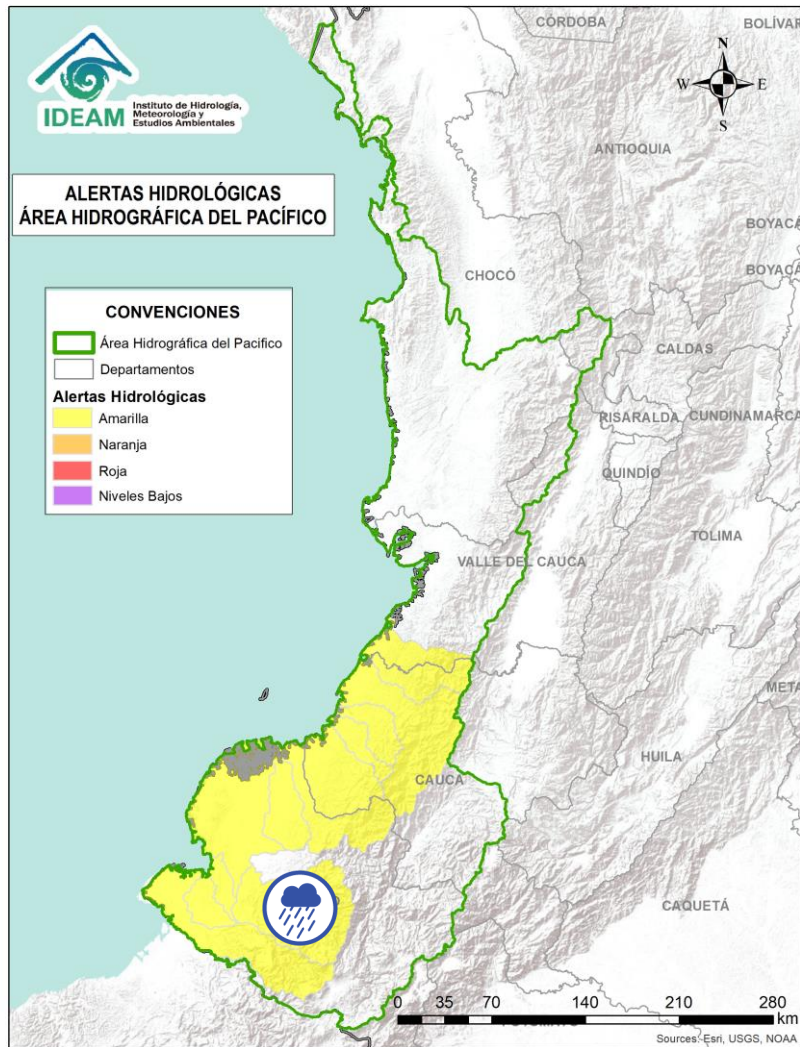 IDEAM
Instituto de Hidrología,
Meteorología y
Estudios Ambientales
ALERTAS HIDROLÓGICAS
ÁREA HIDROGRÁFICA DEL PACÍFICO
CONVENCIONES
Área Hidrográfica del Pacifico
Departamentos
Alertas Hidrológicas
Amarilla
Naranja
Roja
Niveles Bajos
N
W
E
S
CÓRDOBA
BOLÍVAR
ANTIOQUIA
BOYACÁ
CHOCÓ
BOYACÁ
CALDAS
RISARALDA
CUNDINAMARCA
QUINDÍO
TOLIMA
VALLE DEL CAUCA
META
HUILA
CAUCA
CAQUETÁ
0 35 70 140 210 280
km
Sources: Esri, USGS, NOAA